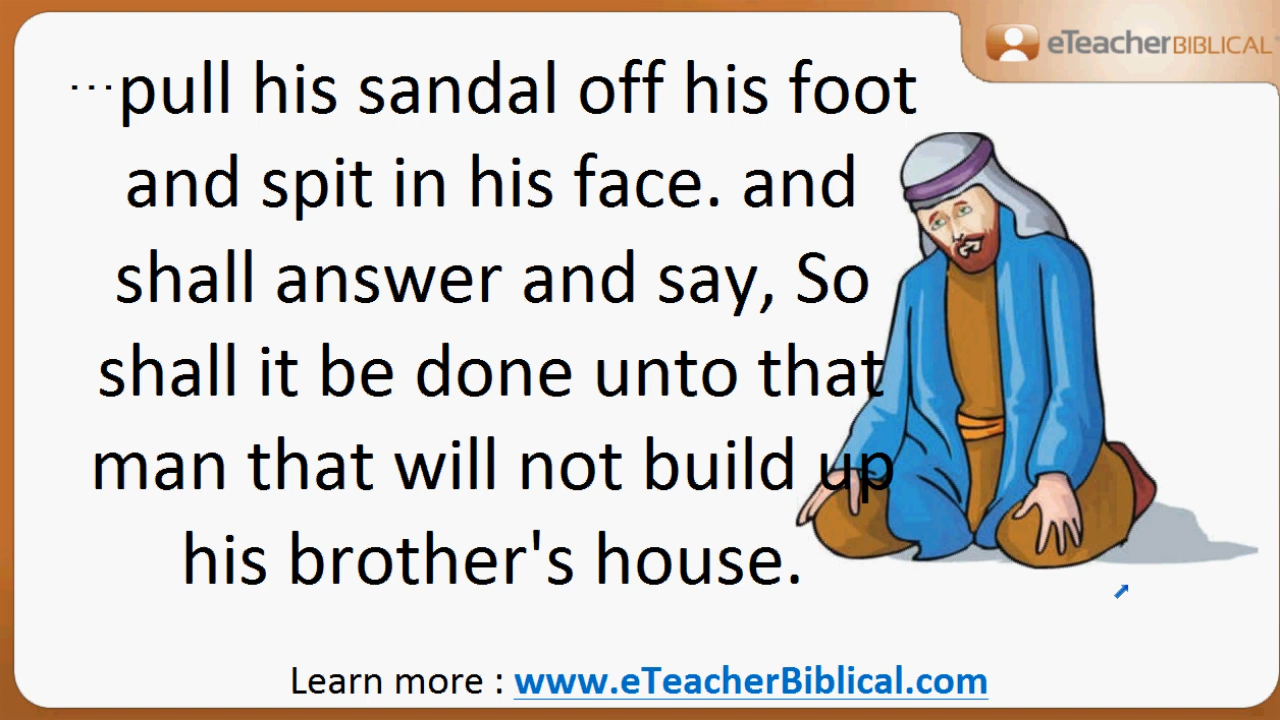 eTeacherBIBLICAL
...pull his sandal off his foot
and spit in his face. and
shall answer and say, So
shall it be done unto that
man that will not build up
his brother's house.
Learn more : www.eTeacherBiblical.com